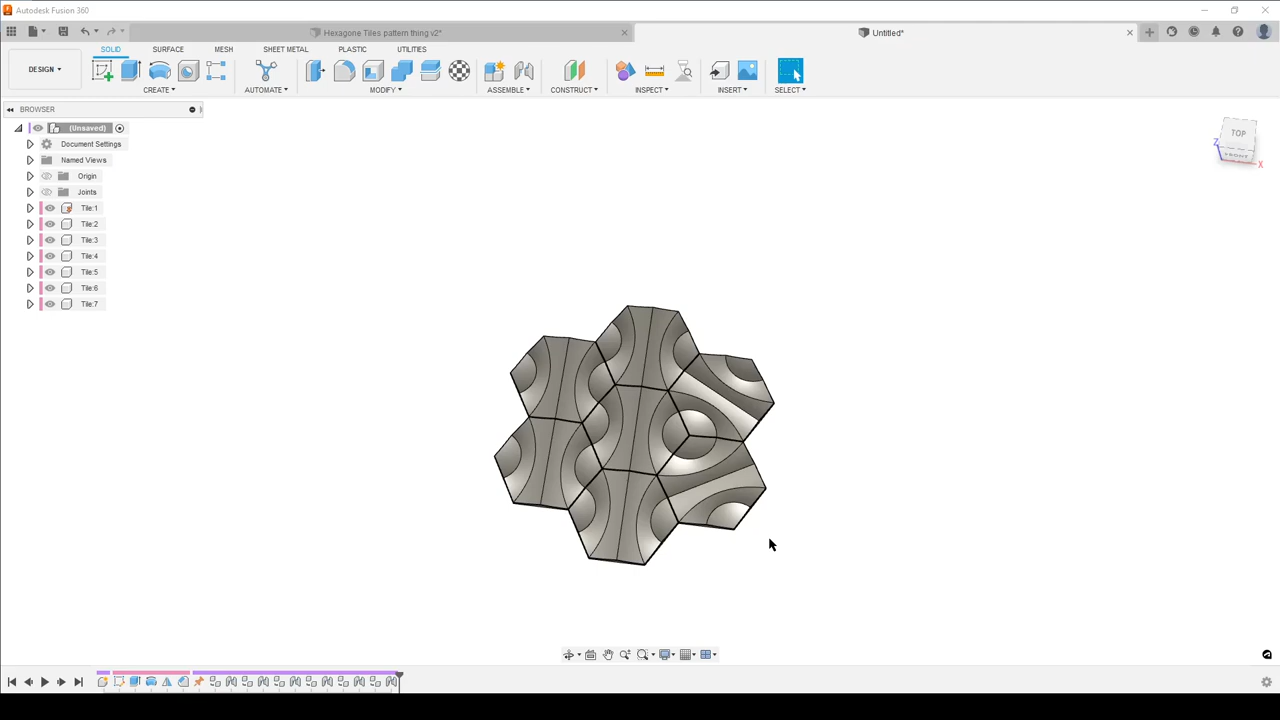 Autodesk Fusion 360
Hexagone Tiles pattern thing v2*
Untitled*
SOLID
SURFACE
MESH
SHEET METAL
PLASTIC
UTILITIES
DESIGN
CREATE
AUTOMATE
MODIFY
ASSEMBLE
CONSTRUCT
INSPECT
INSERT
SELECT
BROWSER
(Unsaved)
Document Settings
Named Views
Origin
Joints
Tile:1
Tile:2
Tile:3
Tile:4
Tile:5
Tile:6
Tile:7
TOP
FRONT
Z
X